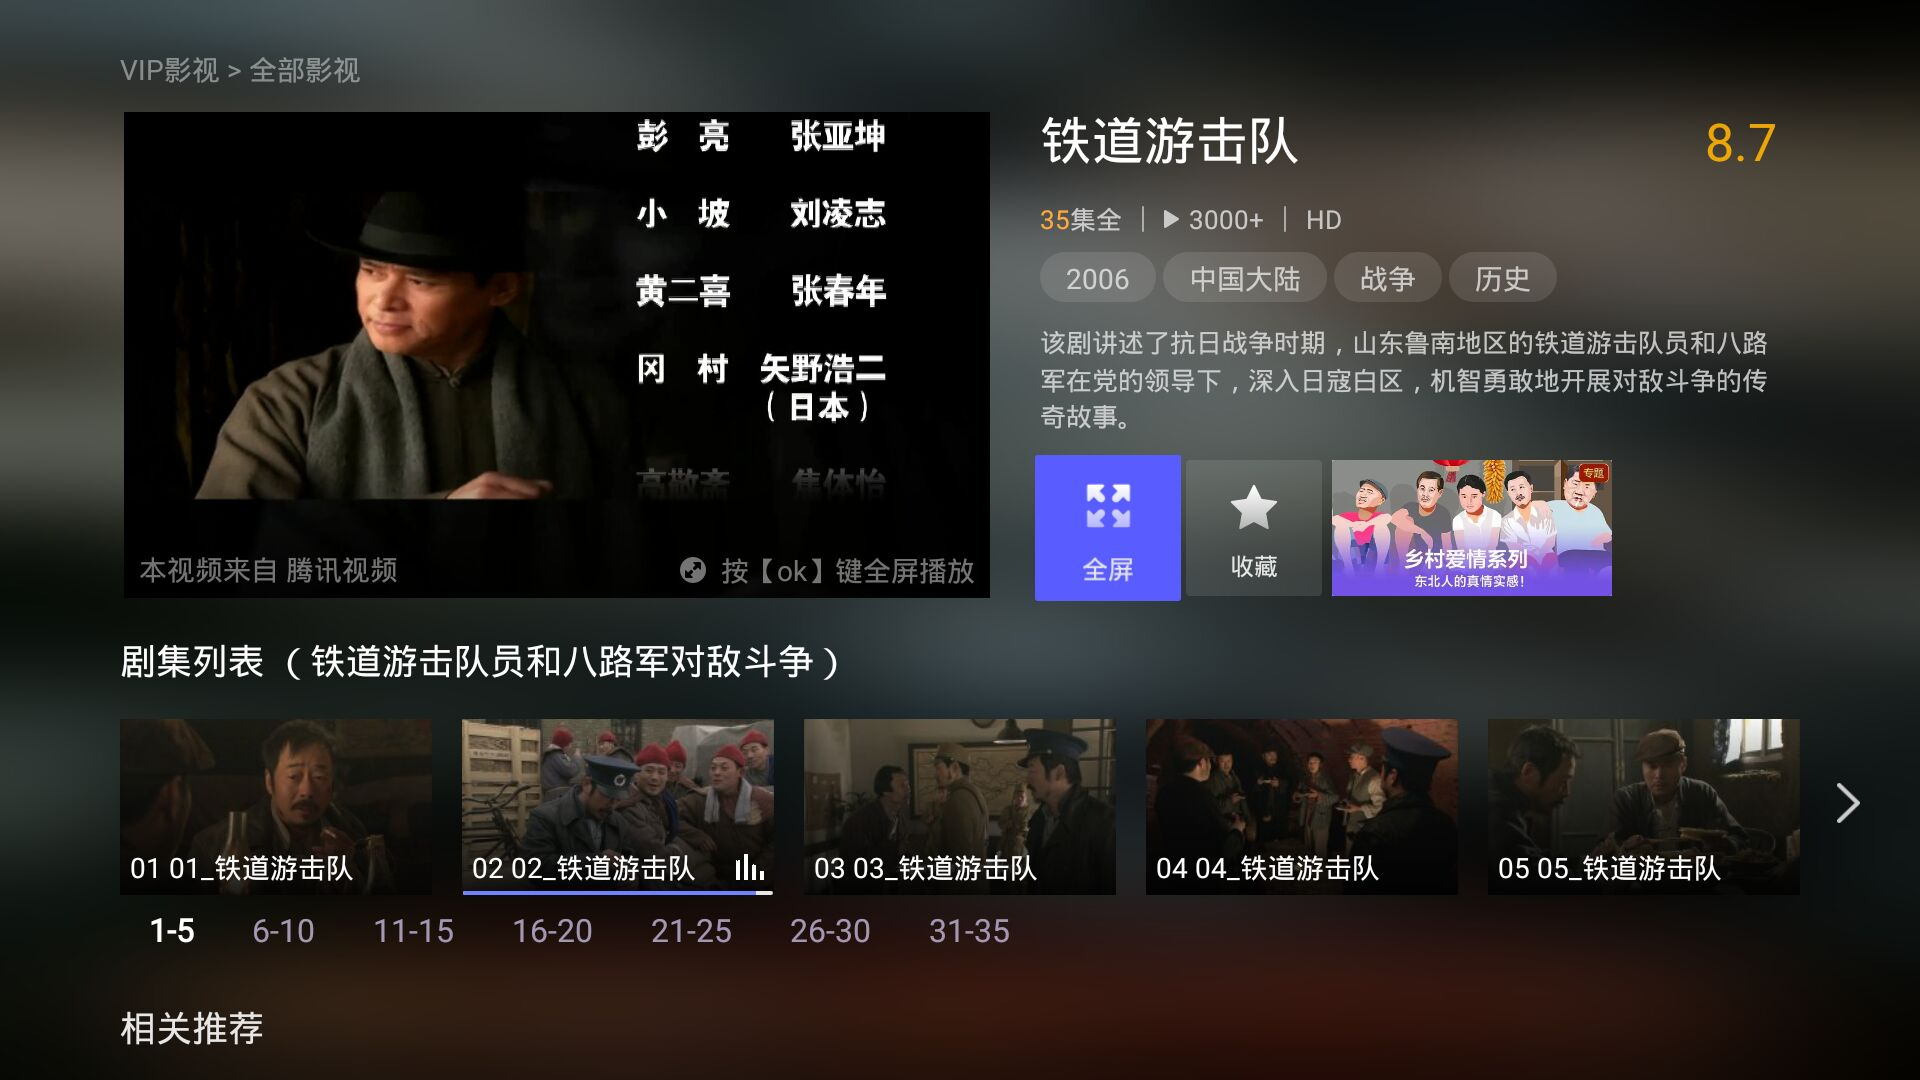 VIP影视 > 全部影视
彭 亮 张亚坤
小 坡 刘凌志
黄二喜 张春年
冈 村 矢野浩二
（日本）
高敬斋 焦体怡
本视频来自 腾讯视频
按【ok】键全屏播放
铁道游击队
8.7
35集全 | 3000+ | HD
2006 中国大陆 战争 历史
该剧讲述了抗日战争时期，山东鲁南地区的铁道游击队员和八路
军在党的领导下，深入日寇白区，机智勇敢地开展对敌斗争的传
奇故事。
全屏
收藏
专题
乡村爱情系列
东北人的真情实感！
剧集列表（铁道游击队员和八路军对敌斗争）
01 01_铁道游击队
02 02_铁道游击队
03 03_铁道游击队
04 04_铁道游击队
05 05_铁道游击队
1-5 6-10 11-15 16-20 21-25 26-30 31-35
相关推荐